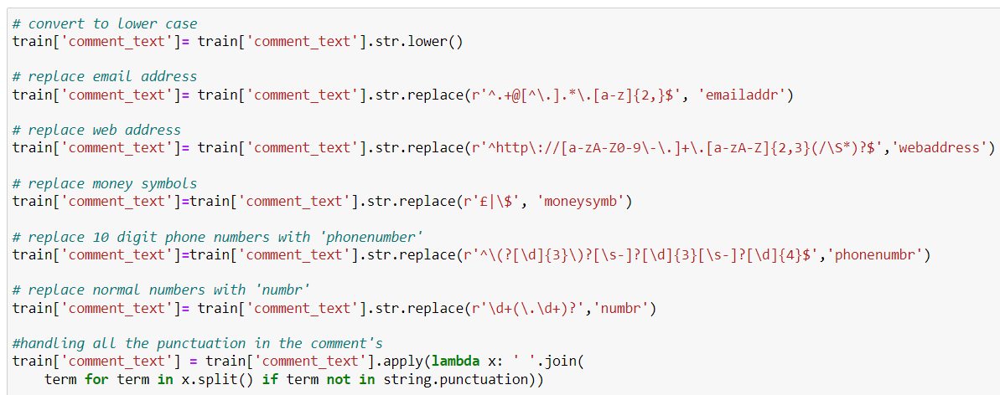 # convert to lower case
train['comment_text']= train['comment_text'].str.lower()
# replace email address
train['comment_text']= train['comment_text'].str.replace(r'^.+@[^\.].*\.[a-z]{2,}$', 'emailaddr')
# replace web address
train['comment_text']= train['comment_text'].str.replace(r'^http\://[a-zA-Z0-9\-\.]+\.[a-zA-Z]{2,3}(/\S*)?$','webaddress')
# replace money symbols
train['comment_text']=train['comment_text'].str.replace(r'£|\$', 'moneysymb')
# replace 10 digit phone numbers with 'phonenumber'
train['comment_text']=train['comment_text'].str.replace(r'^\(?[\d]{3}\)?[\s-]?[\d]{3}[\s-]?[\d]{4}$','phonenumbr')
# replace normal numbers with 'numbr'
train['comment_text']= train['comment_text'].str.replace(r'\d+(\.\d+)?','numbr')
#handling all the punctuation in the comment's
train['comment_text'] = train['comment_text'].apply(lambda x: ' '.join(
    term for term in x.split() if term not in string.punctuation))